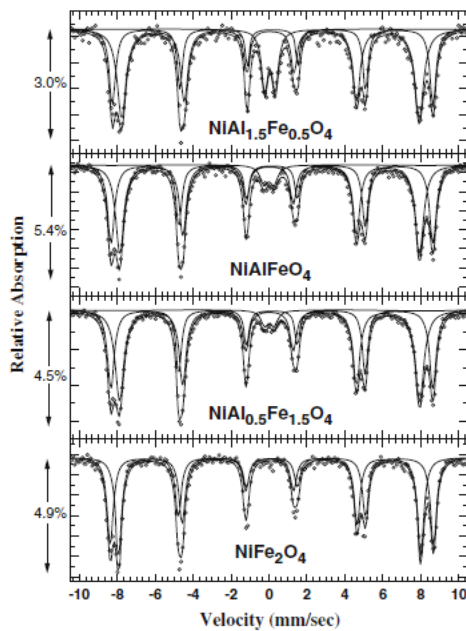 3.0%
NiAl1.5Fe0.5O4
5.4%
NiAlFeO4
Relative Absorption
4.5%
NiAl0.5Fe1.5O4
4.9%
NiFe2O4
-10 -8 -6 -4 -2 0 2 4 6 8 10
Velocity (mm/sec)